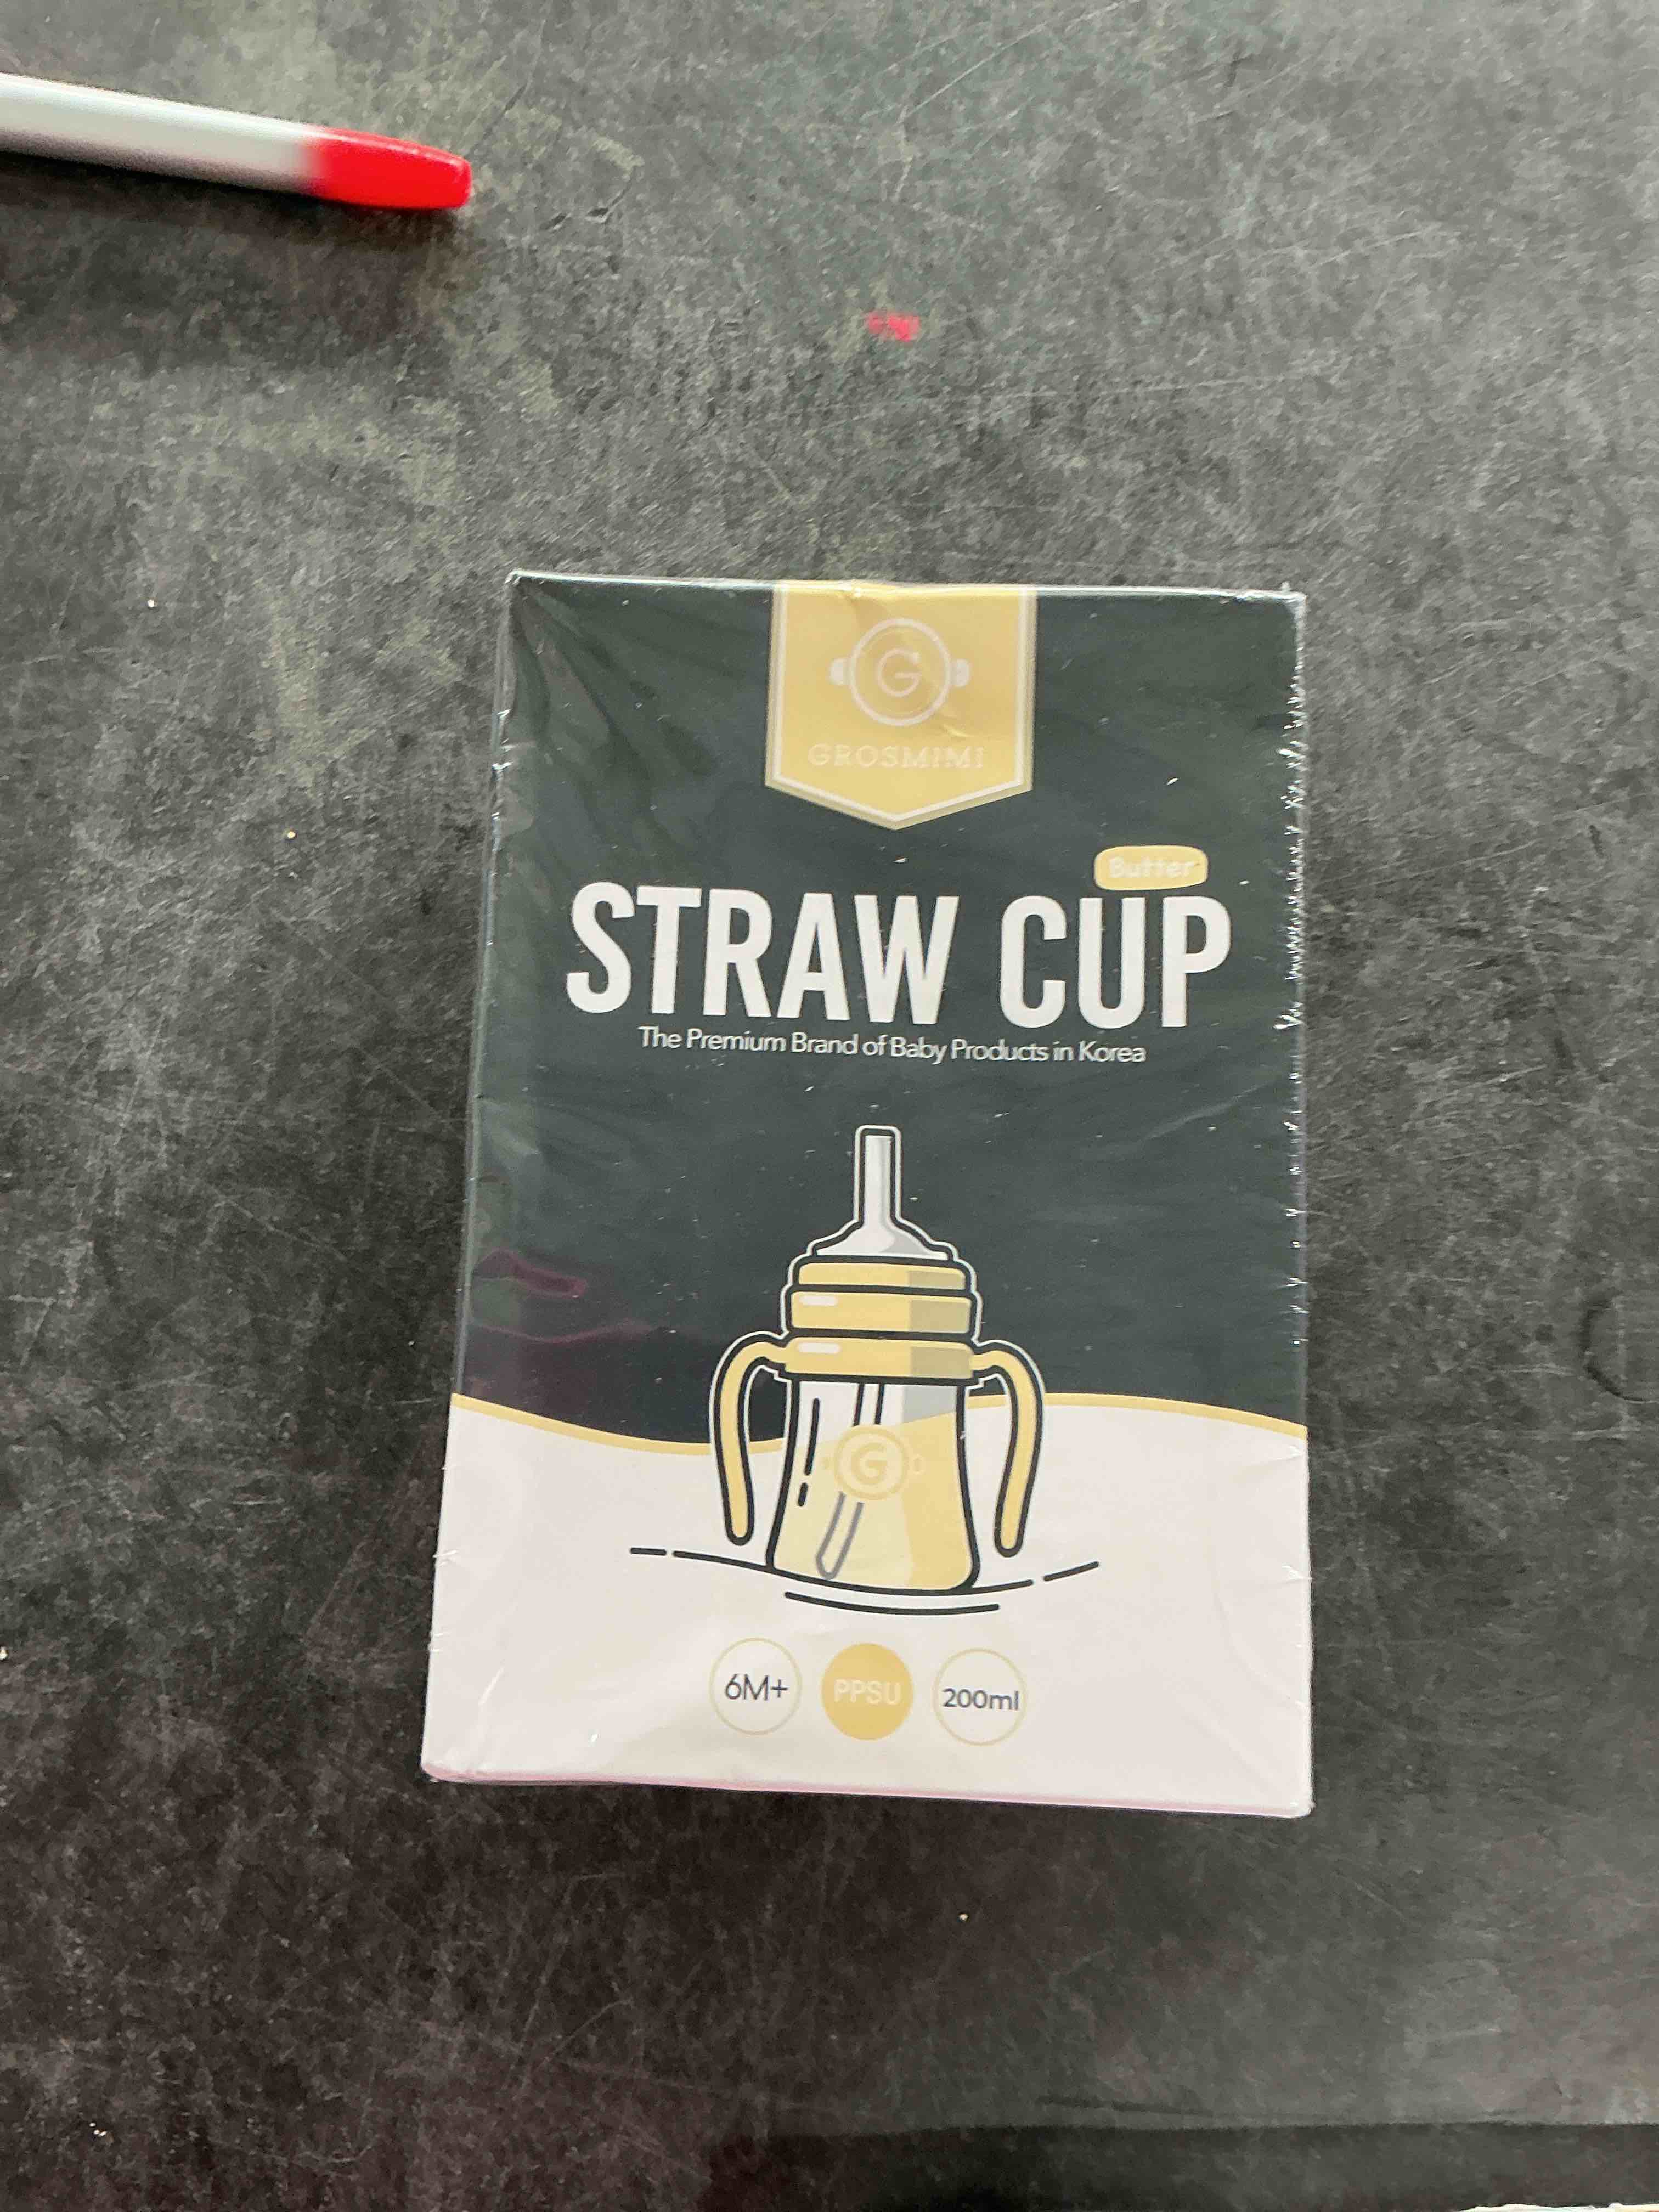 G
GROSMIMI
Butter
STRAW CUP
The Premium Brand of Baby Products in Korea
G
6M+ PPSU 200ml